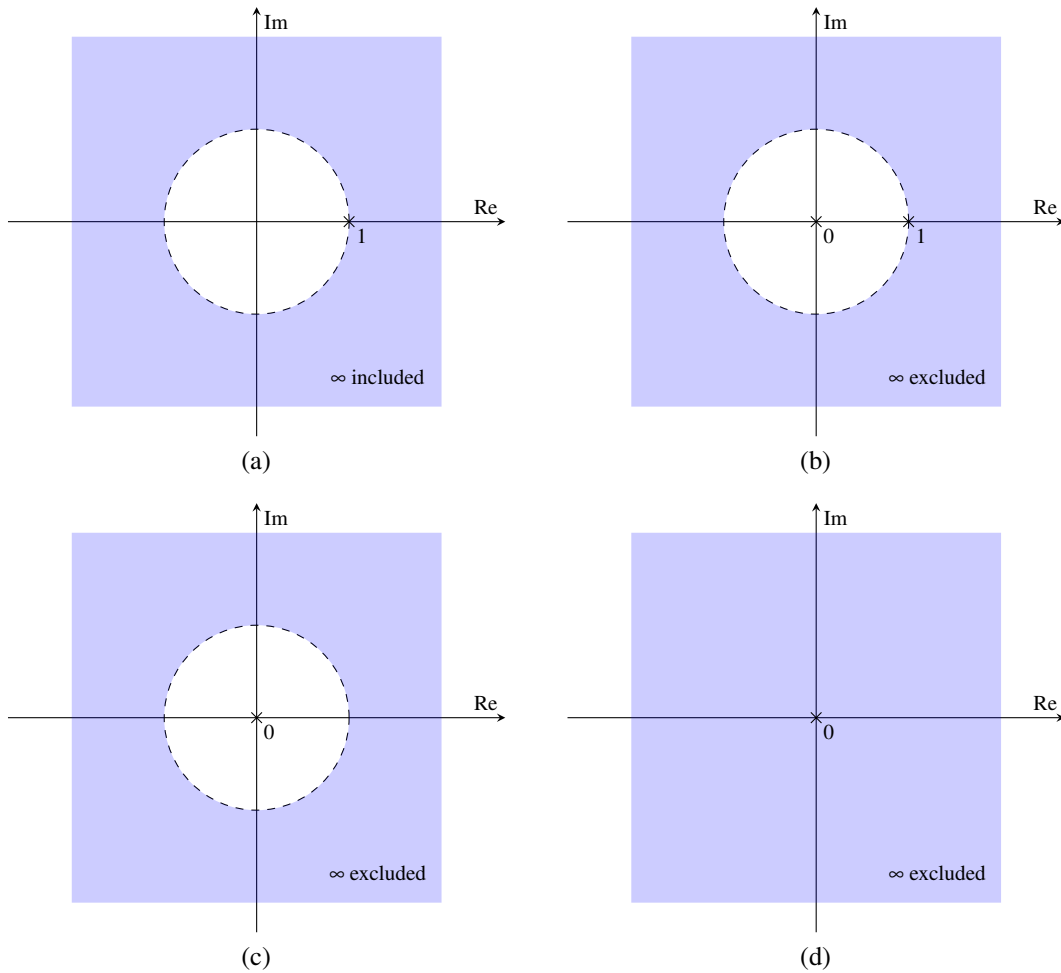 Im
Im
Re
Re
1
0
1
∞ included
∞ excluded
(a)
(b)
Im
Im
Re
Re
0
0
∞ excluded
∞ excluded
(c)
(d)